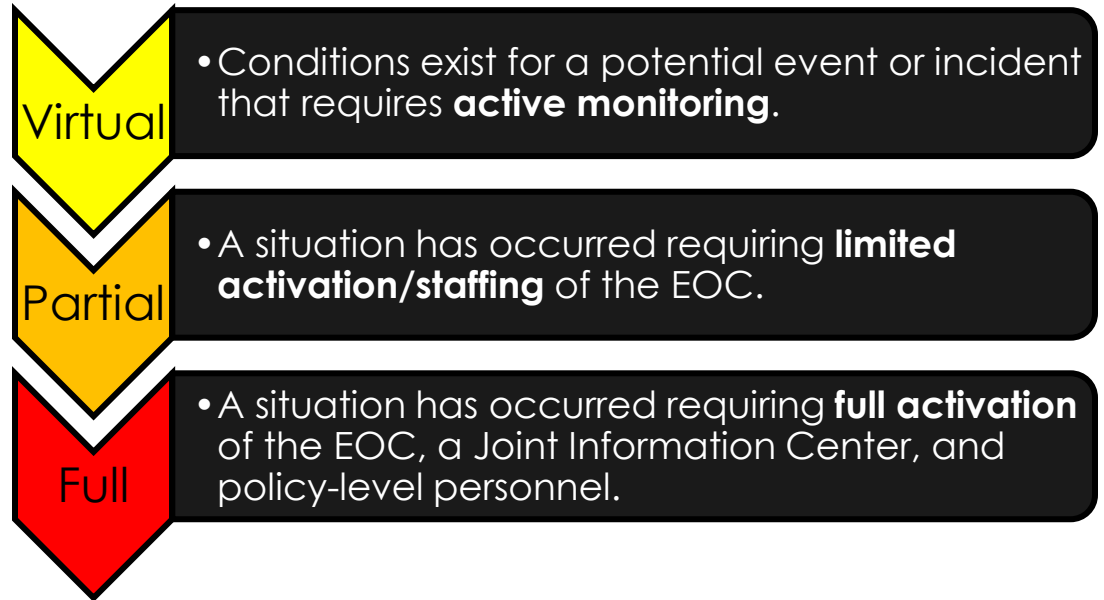 Virtual
•Conditions exist for a potential event or incident
that requires active monitoring.
Partial
•A situation has occurred requiring limited
activation/staffing of the EOC.
Full
•A situation has occurred requiring full activation
of the EOC, a Joint Information Center, and
policy-level personnel.